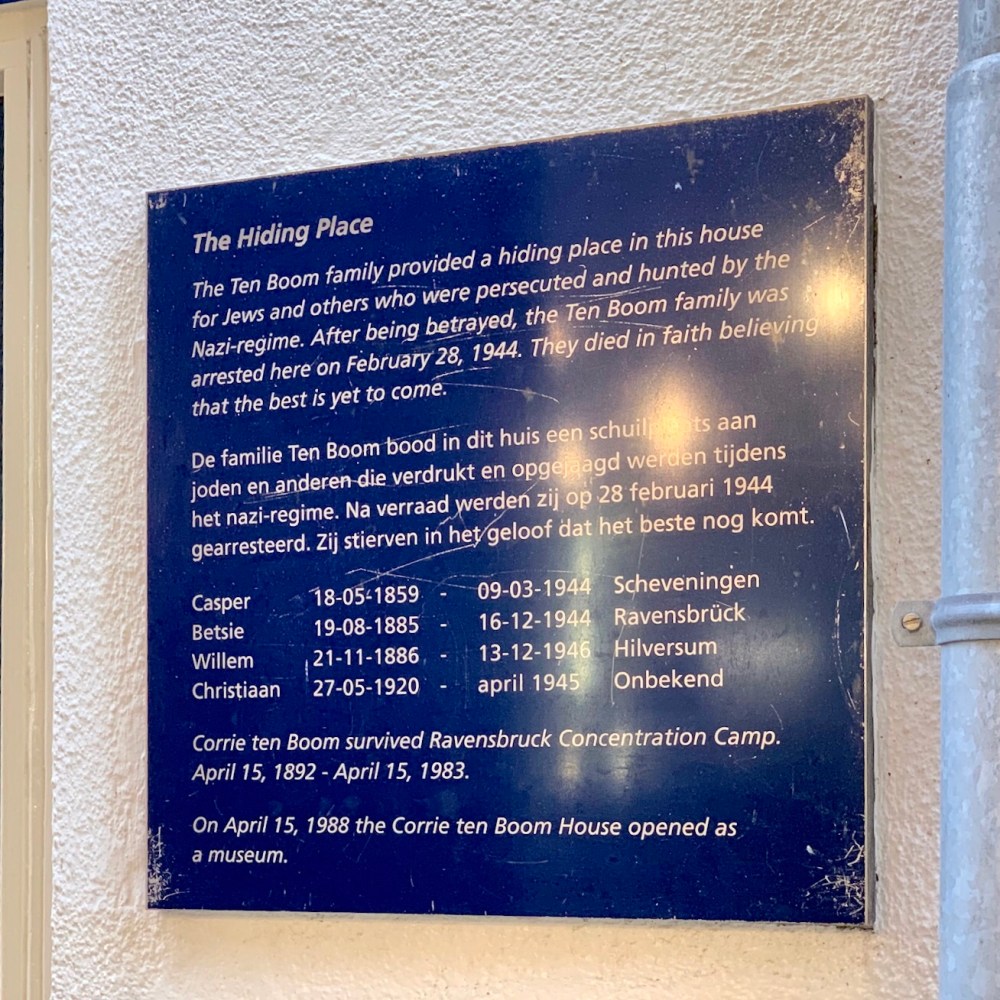 The Hiding Place
The Ten Boom family provided a hiding place in this house
for Jews and others who were persecuted and hunted by the
Nazi-regime. After being betrayed, the Ten Boom family was
arrested here on February 28, 1944. They died in faith believing
that the best is yet to come.
De familie Ten Boom bood in dit huis een schuilplaats aan
joden en anderen die verdrukt en opgejaagd werden tijdens
het nazi-regime. Na verraad werden zij op 28 februari 1944
gearresteerd. Zij stierven in het geloof dat het beste nog komt.
Casper 18-05-1859 - 09-03-1944 Scheveningen
Betsie 19-08-1885 - 16-12-1944 Ravensbrück
Willem 21-11-1886 - 13-12-1946 Hilversum
Christiaan 27-05-1920 - april 1945 Onbekend
Corrie ten Boom survived Ravensbruck Concentration Camp.
April 15, 1892 - April 15, 1983.
On April 15, 1988 the Corrie ten Boom House opened as
a museum.